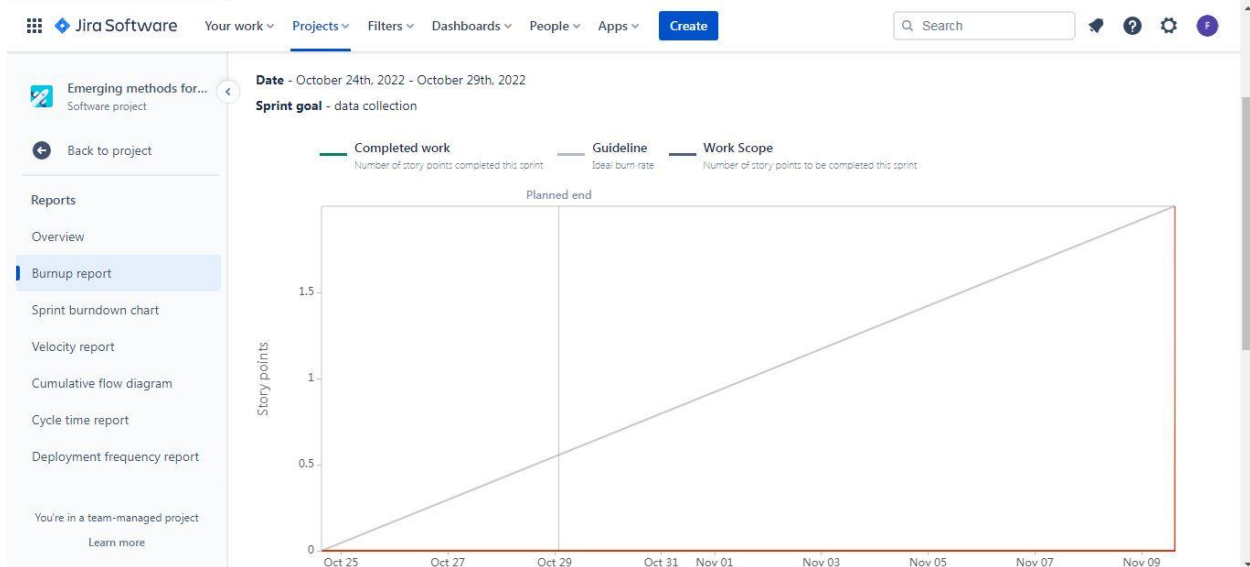 Jira Software Your work Projects Filters Dashboards People Apps Create Search F
Emerging methods for...
Software project
Back to project
Reports
Overview
Burnup report
Sprint burndown chart
Velocity report
Cumulative flow diagram
Cycle time report
Deployment frequency report
You're in a team-managed project
Learn more
Date - October 24th, 2022 - October 29th, 2022
Sprint goal - data collection
Completed work Guideline Work Scope
Number of story points completed this sprint Ideal burn rate Number of story points to be completed this sprint
Planned end
Story points
1.5
1
0.5
0
Oct 25 Oct 27 Oct 29 Oct 31 Nov 01 Nov 03 Nov 05 Nov 07 Nov 09